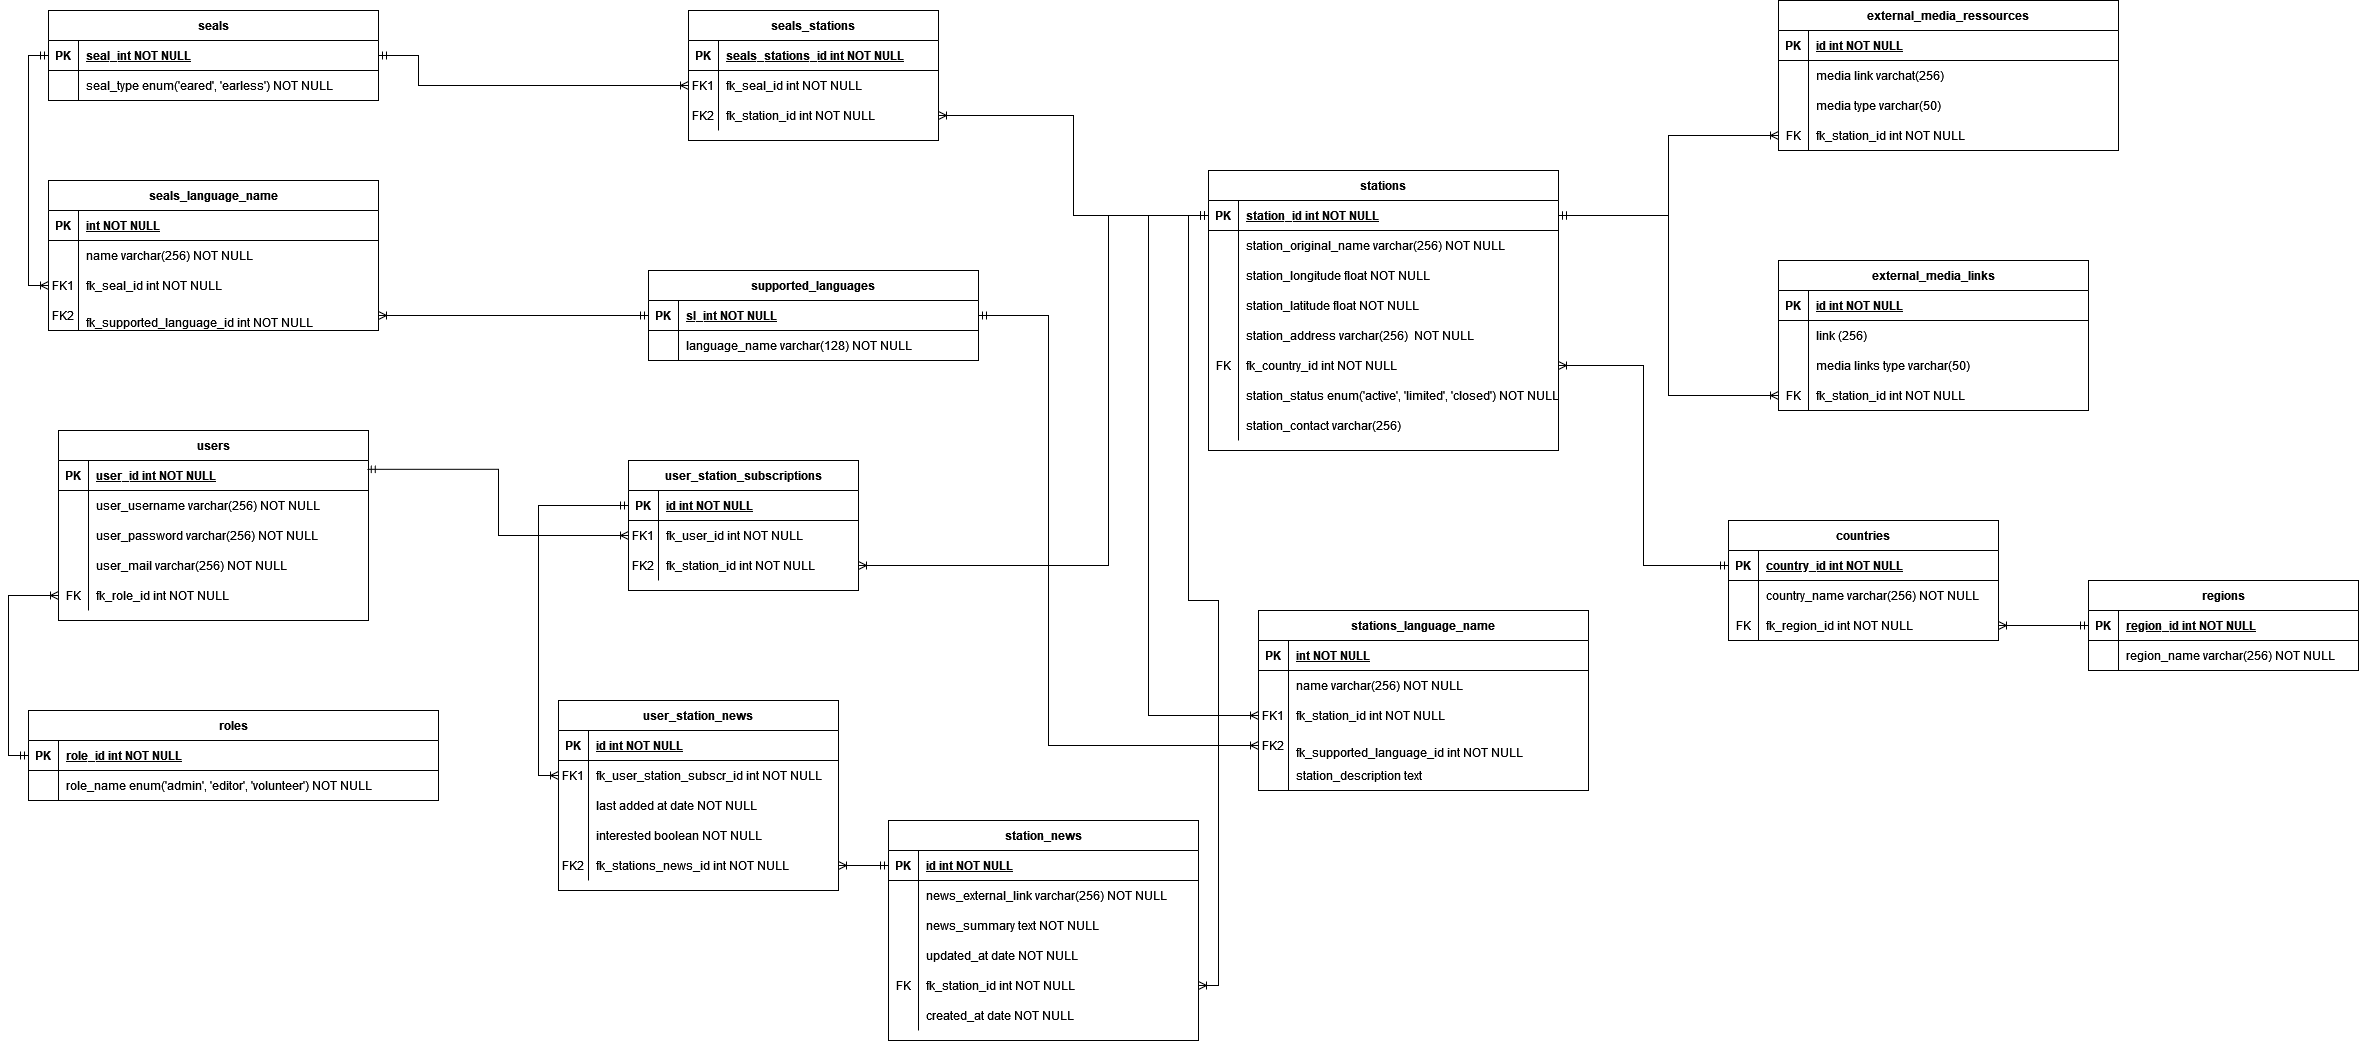 seals
PK seal_int NOT NULL
seal_type enum('eared', 'earless') NOT NULL
seals_stations
PK seals_stations_id int NOT NULL
FK1 fk_seal_id int NOT NULL
FK2 fk_station_id int NOT NULL
external_media_ressources
PK id int NOT NULL
media link varchat(256)
media type varchar(50)
FK fk_station_id int NOT NULL
seals_language_name
PK int NOT NULL
name varchar(256) NOT NULL
FK1 fk_seal_id int NOT NULL
FK2 fk_supported_language_id int NOT NULL
supported_languages
PK sl_int NOT NULL
language_name varchar(128) NOT NULL
stations
PK station_id int NOT NULL
station_original_name varchar(256) NOT NULL
station_longitude float NOT NULL
station_latitude float NOT NULL
station_address varchar(256) NOT NULL
FK fk_country_id int NOT NULL
station_status enum('active', 'limited', 'closed') NOT NULL
station_contact varchar(256)
external_media_links
PK id int NOT NULL
link (256)
media links type varchar(50)
FK fk_station_id int NOT NULL
users
PK user_id int NOT NULL
user_username varchar(256) NOT NULL
user_password varchar(256) NOT NULL
user_mail varchar(256) NOT NULL
FK fk_role_id int NOT NULL
user_station_subscriptions
PK id int NOT NULL
FK1 fk_user_id int NOT NULL
FK2 fk_station_id int NOT NULL
countries
PK country_id int NOT NULL
country_name varchar(256) NOT NULL
FK fk_region_id int NOT NULL
regions
PK region_id int NOT NULL
region_name varchar(256) NOT NULL
stations_language_name
PK int NOT NULL
name varchar(256) NOT NULL
FK1 fk_station_id int NOT NULL
FK2 fk_supported_language_id int NOT NULL
station_description text
roles
PK role_id int NOT NULL
role_name enum('admin', 'editor', 'volunteer') NOT NULL
user_station_news
PK id int NOT NULL
FK1 fk_user_station_subscr_id int NOT NULL
last added at date NOT NULL
interested boolean NOT NULL
FK2 fk_stations_news_id int NOT NULL
station_news
PK id int NOT NULL
news_external_link varchar(256) NOT NULL
news_summary text NOT NULL
updated_at date NOT NULL
FK fk_station_id int NOT NULL
created_at date NOT NULL